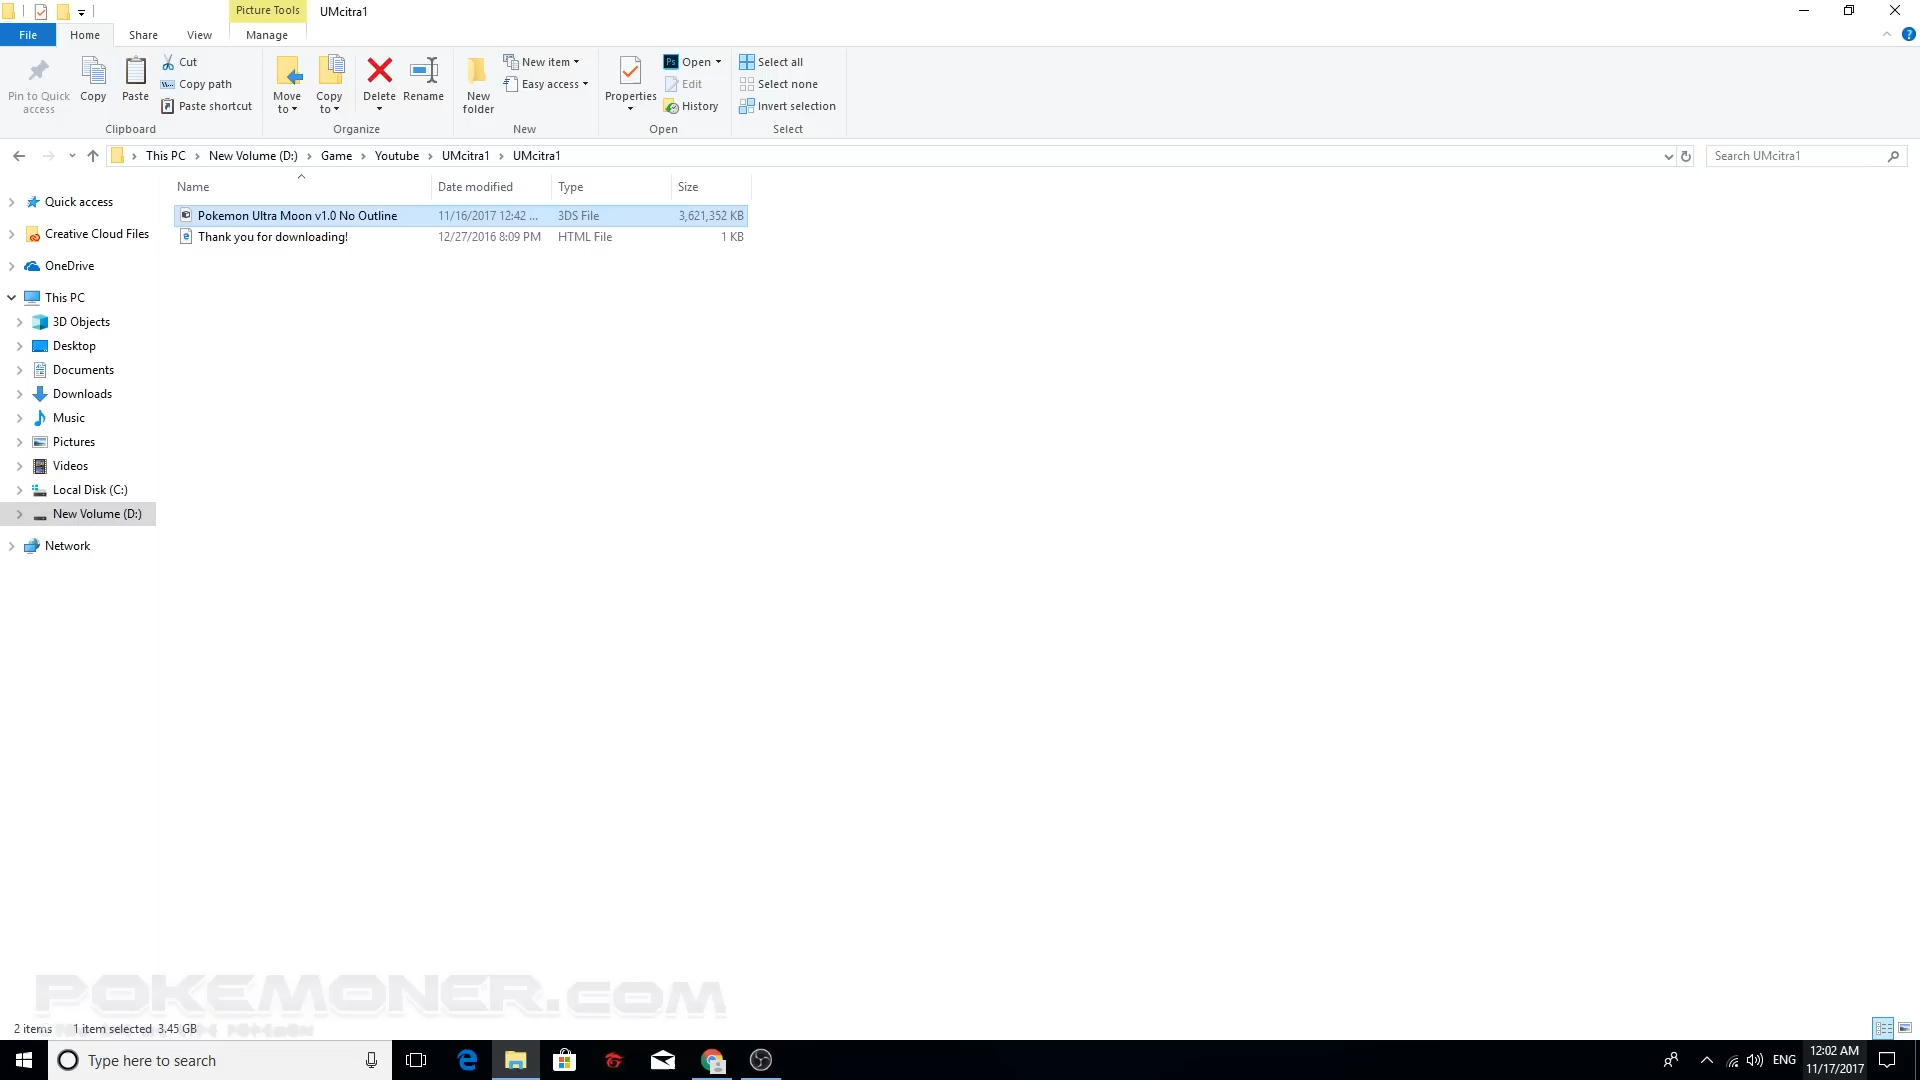 Picture Tools
UMcitra1
File
Home
Share
View
Manage
Pin to Quick
access
Copy
Paste
Cut
Copy path
Paste shortcut
Clipboard
Move
to
Copy
to
Delete
Rename
Organize
New
folder
New item
Easy access
New
Properties
Ps
Open
Edit
History
Open
Select all
Select none
Invert selection
Select
This PC
New Volume (D:)
Game
Youtube
UMcitra1
UMcitra1
Search UMcitra1
Name
Date modified
Type
Size
Pokemon Ultra Moon v1.0 No Outline 11/16/2017 12:42 ... 3DS File 3,621,352 KB
Thank you for downloading! 12/27/2016 8:09 PM HTML File 1 KB
Quick access
Creative Cloud Files
OneDrive
This PC
3D Objects
Desktop
Documents
Downloads
Music
Pictures
Videos
Local Disk (C:)
New Volume (D:)
Network
POKEMONER.COM
2 items 1 item selected 3.45 GB
Type here to search
ENG
12:02 AM
11/17/2017